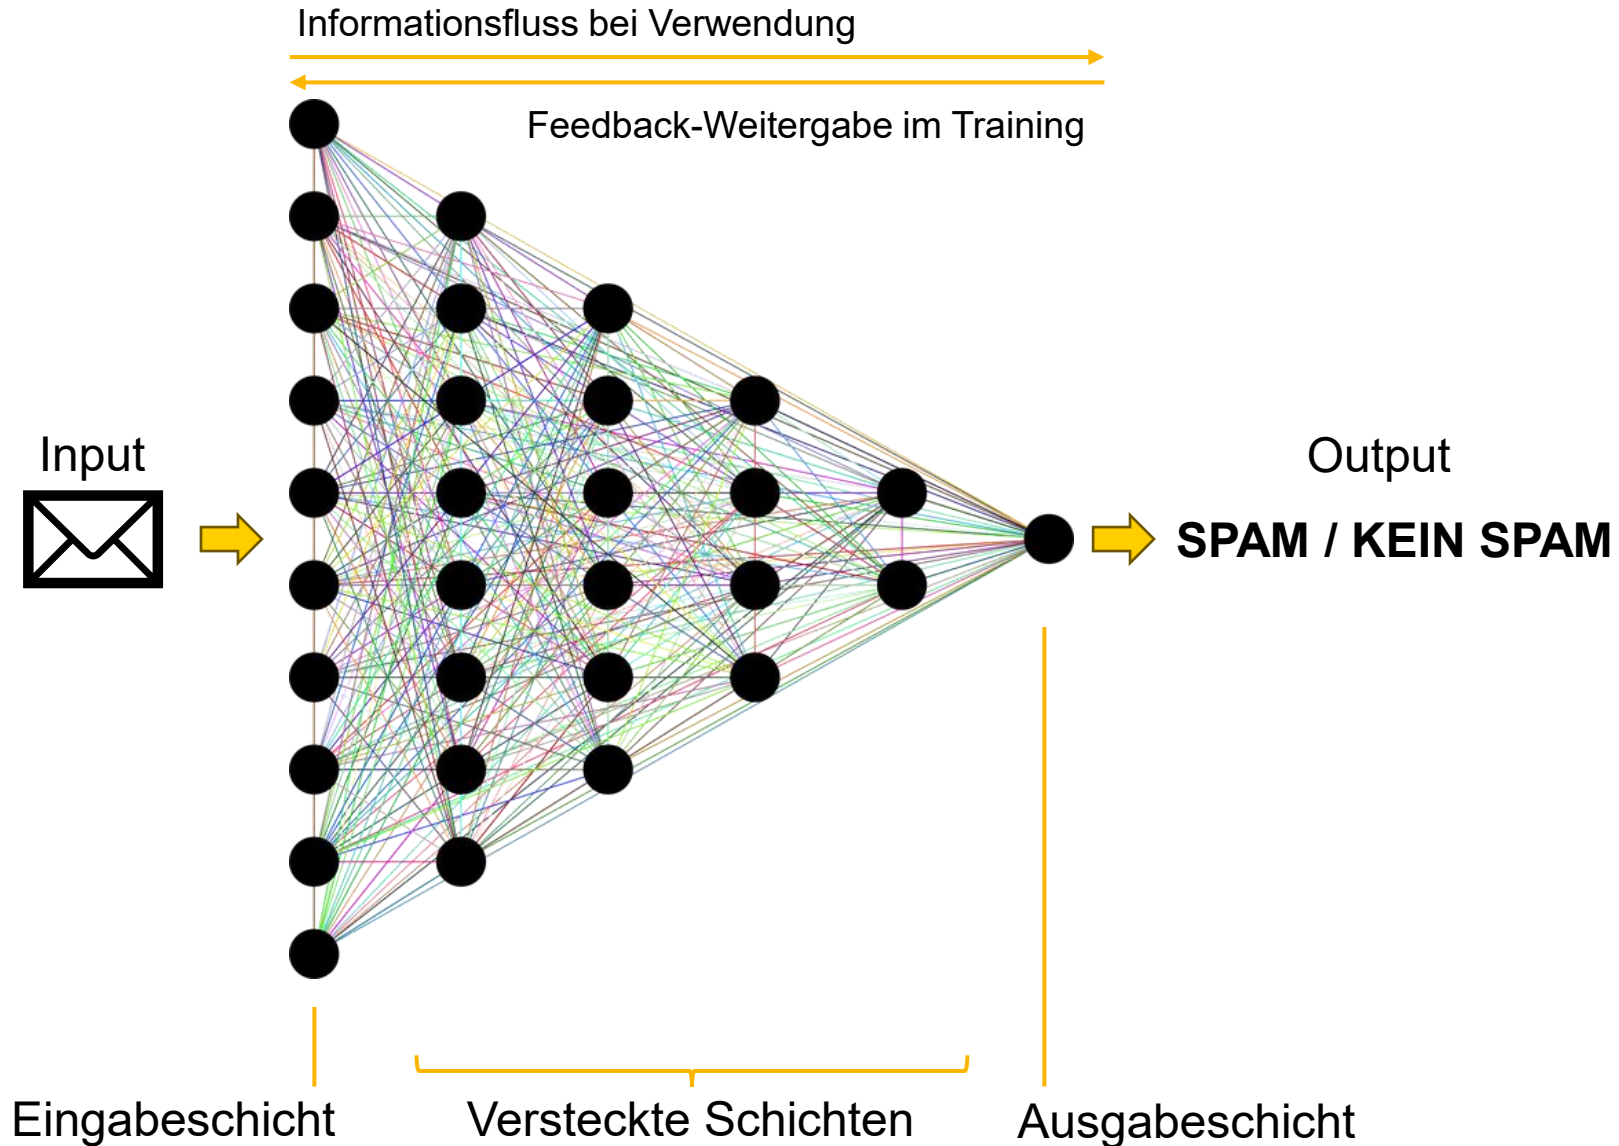 Informationsfluss bei Verwendung
Feedback-Weitergabe im Training
Input
Output
SPAM / KEIN SPAM
Eingabeschicht
Versteckte Schichten
Ausgabeschicht